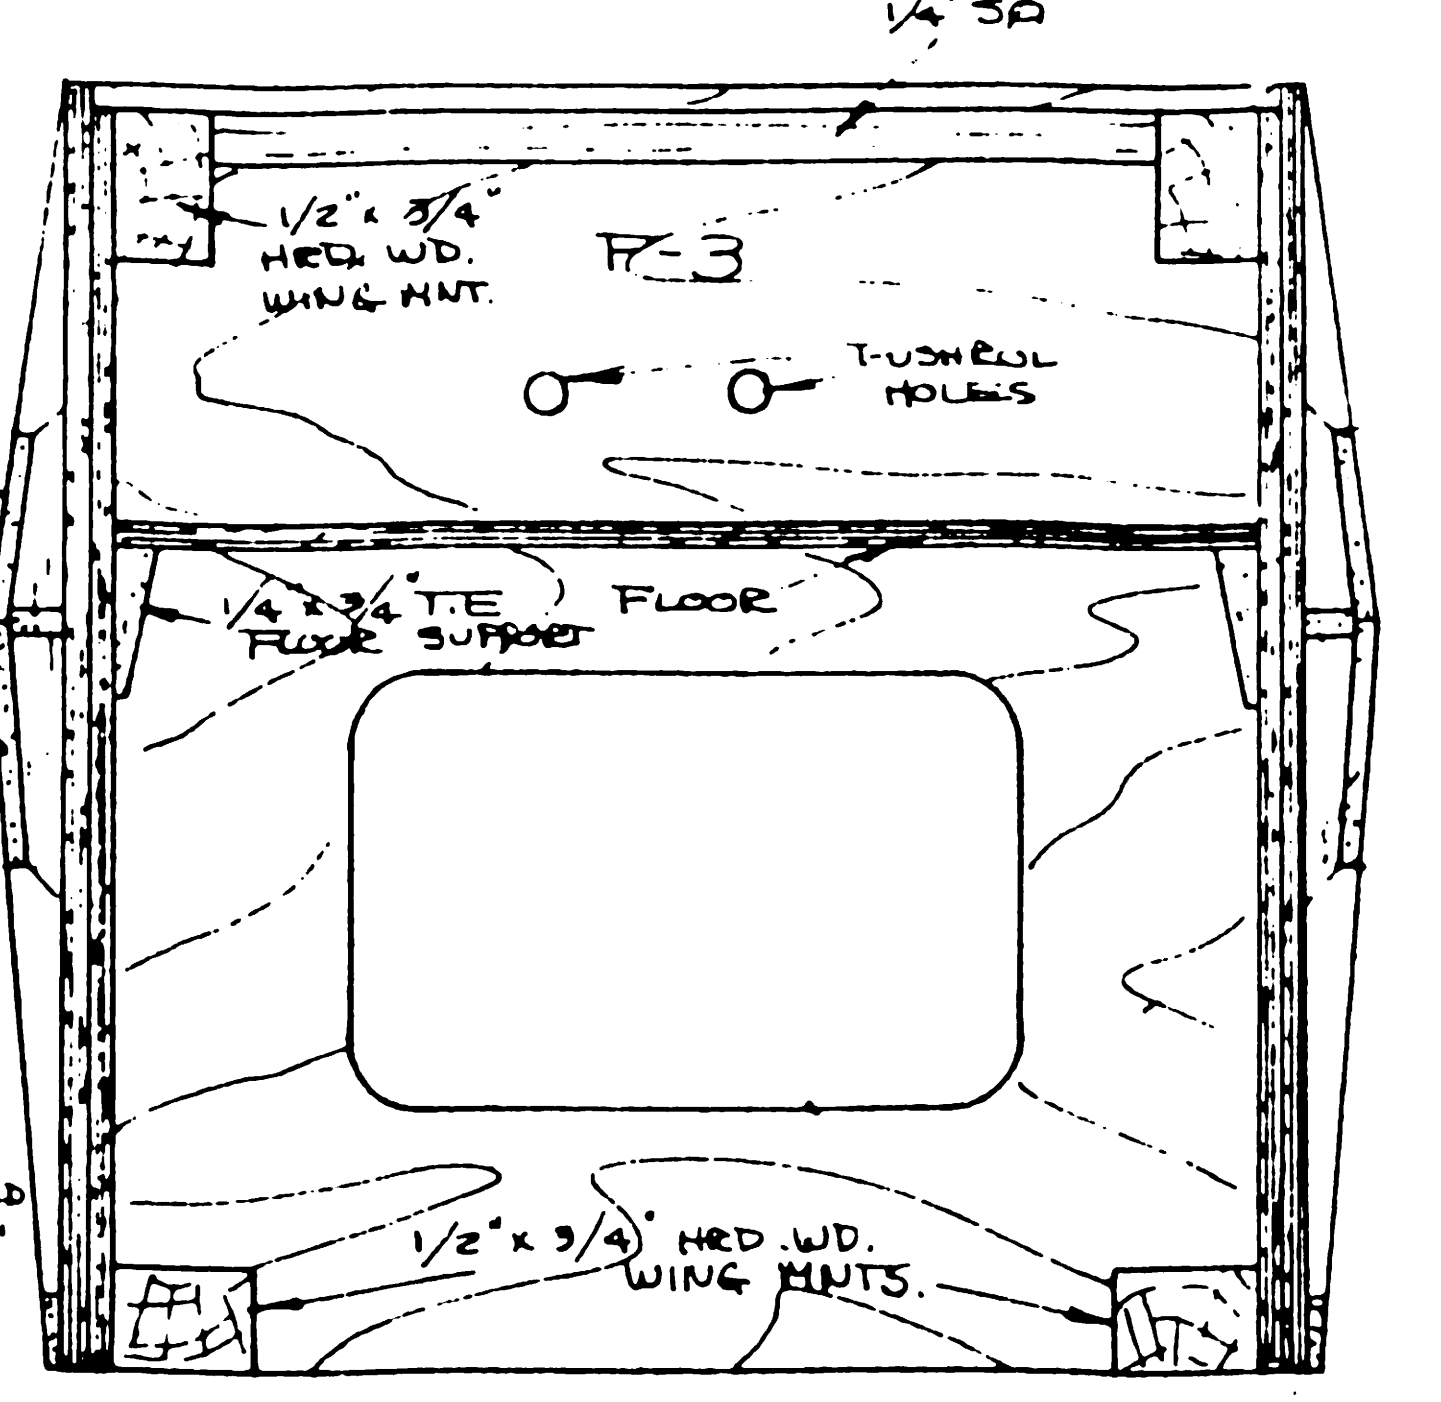 1/4" SQ
1/2" x 3/4"
HRD. WD.
WING MNT.
F-3
HOLES
1/4 x 3/4" T.E
FLOOR SUPPORT
FLOOR
1/2" x 3/4" HRD. WD.
WING MNTS.